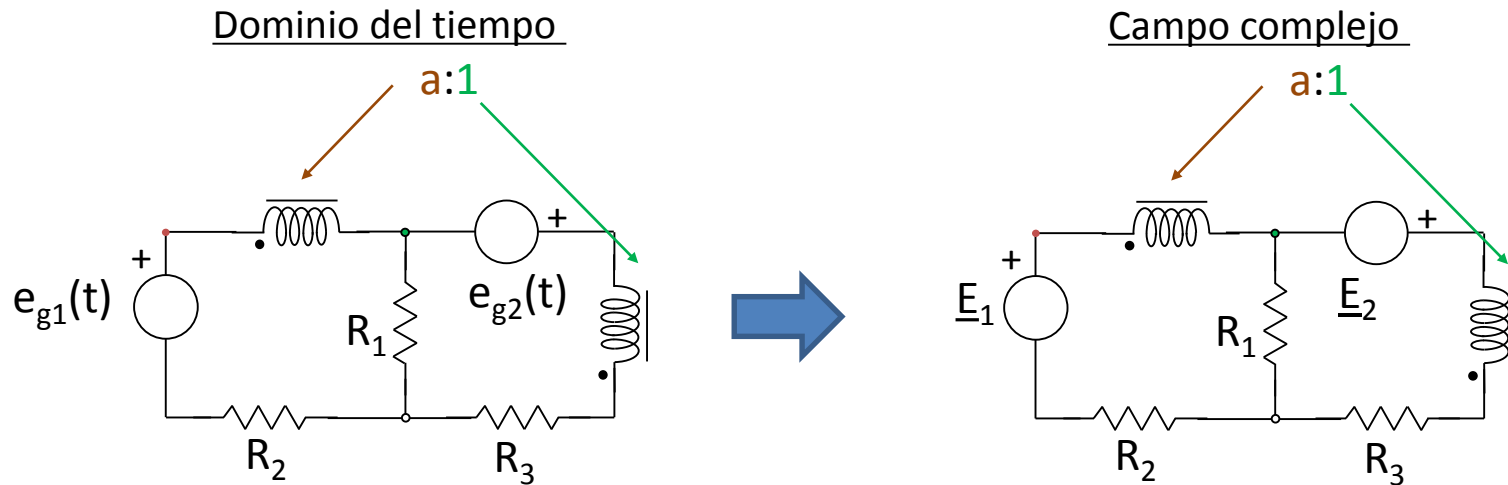 Dominio del tiempo
a:1
+
+
e_g1(t)
e_g2(t)
R_1
R_2
R_3
Campo complejo
a:1
+
+
E_1
E_2
R_1
R_2
R_3